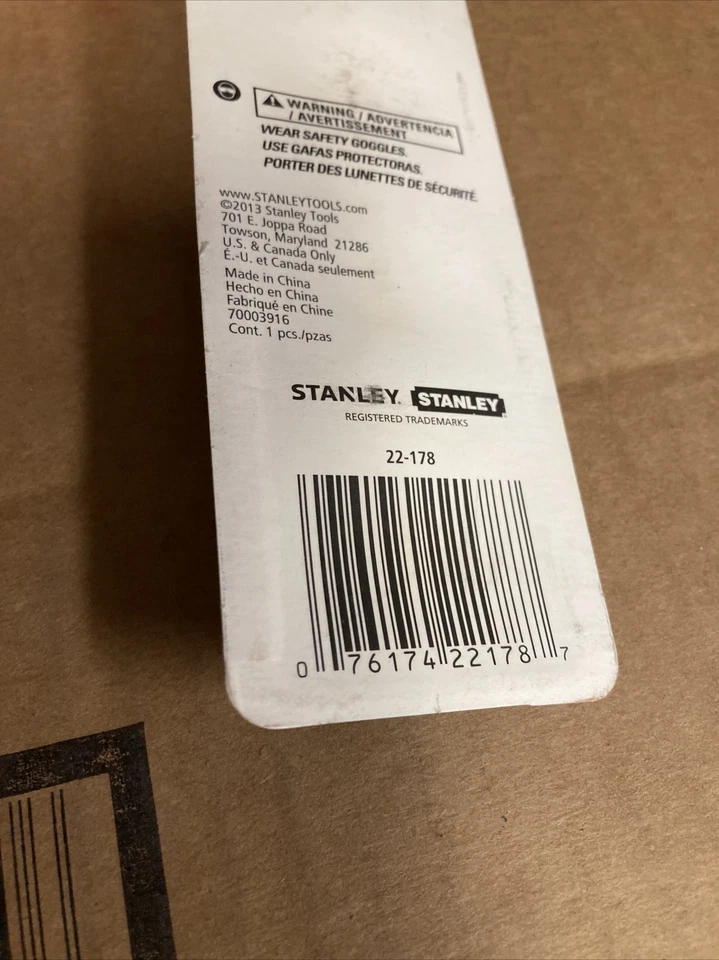 WARNING / ADVERTENCIA
/ AVERTISSEMENT
WEAR SAFETY GOGGLES.
USE GAFAS PROTECTORAS.
PORTER DES LUNETTES DE SÉCURITÉ.
www.STANLEYTOOLS.com
©2013 Stanley Tools
701 E. Joppa Road
Towson, Maryland 21286
U.S. & Canada Only
É.-U. et Canada seulement
Made in China
Hecho en China
Fabriqué en Chine
70003916
Cont. 1 pcs./pzas
STANLEY. STANLEY
REGISTERED TRADEMARKS
22-178
0 76174 22178 7